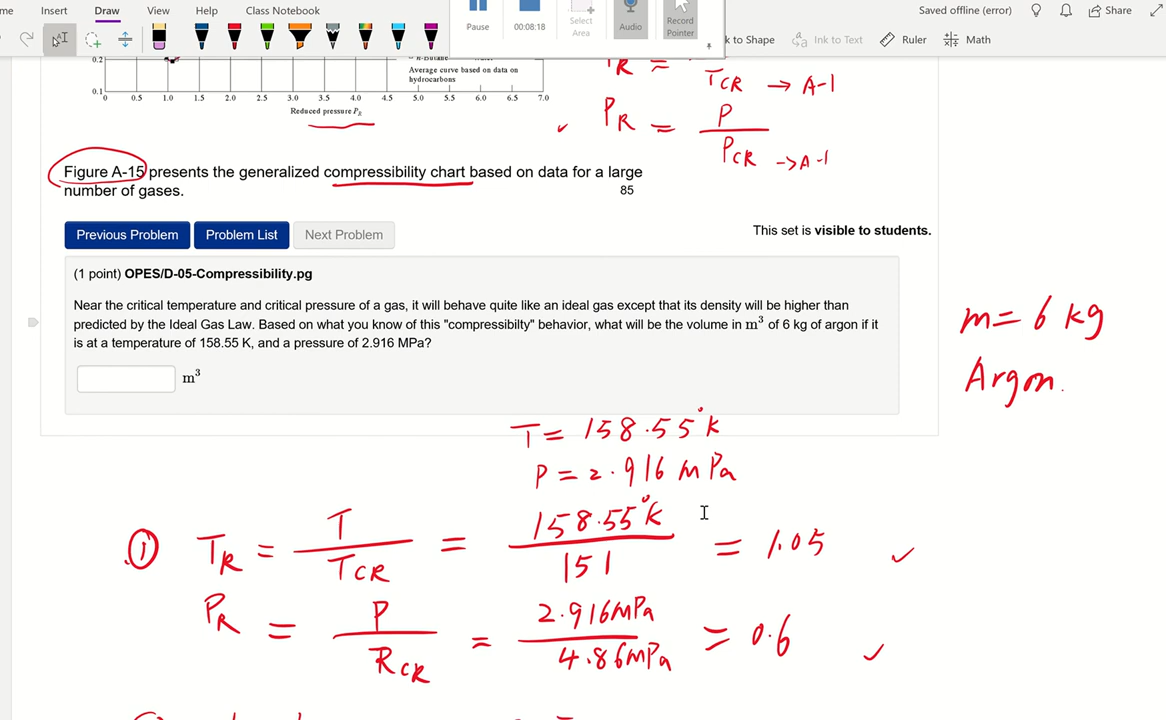 me Insert Draw View Help Class Notebook Saved offline (error) Share
Pause 00:08:18 Select Area Audio Record Pointer
k to Shape Ink to Text Ruler Math
0.2
0.1
Average curve based on data on
hydrocarbons
0 0.5 1.0 1.5 2.0 2.5 3.0 3.5 4.0 4.5 5.0 5.5 6.0 6.5 7.0
Reduced pressure PR
TR = TCR → A-1
PR = P / PCR → A-1
Figure A-15 presents the generalized compressibility chart based on data for a large
number of gases.
85
Previous Problem Problem List Next Problem
This set is visible to students.
(1 point) OPES/D-05-Compressibility.pg
Near the critical temperature and critical pressure of a gas, it will behave quite like an ideal gas except that its density will be higher than
predicted by the Ideal Gas Law. Based on what you know of this "compressibilty" behavior, what will be the volume in m³ of 6 kg of argon if it
is at a temperature of 158.55 K, and a pressure of 2.916 MPa?
m³
m = 6 kg
Argon.
T = 158.55°K
P = 2.916 mPa
① TR = T / TCR = 158.55°K / 151 = 1.05 ✓
PR = P / RCR = 2.916mPa / 4.86mPa = 0.6 ✓